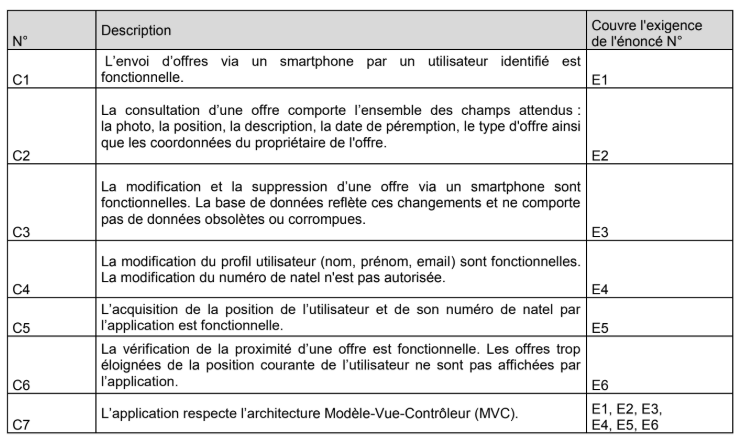 N°
Description
Couvre l'exigence
de l'énoncé N°
C1
L'envoi d'offres via un smartphone par un utilisateur identifié est
fonctionnelle.
E1
C2
La consultation d'une offre comporte l'ensemble des champs attendus :
la photo, la position, la description, la date de péremption, le type d'offre ainsi
que les coordonnées du propriétaire de l'offre.
E2
C3
La modification et la suppression d'une offre via un smartphone sont
fonctionnelles. La base de données reflète ces changements et ne comporte
pas de données obsolètes ou corrompues.
E3
C4
La modification du profil utilisateur (nom, prénom, email) sont fonctionnelles.
La modification du numéro de natel n'est pas autorisée.
E4
C5
L'acquisition de la position de l'utilisateur et de son numéro de natel par
l'application est fonctionnelle.
E5
C6
La vérification de la proximité d'une offre est fonctionnelle. Les offres trop
éloignées de la position courante de l'utilisateur ne sont pas affichées par
l'application.
E6
C7
L'application respecte l'architecture Modèle-Vue-Contrôleur (MVC).
E1, E2, E3,
E4, E5, E6